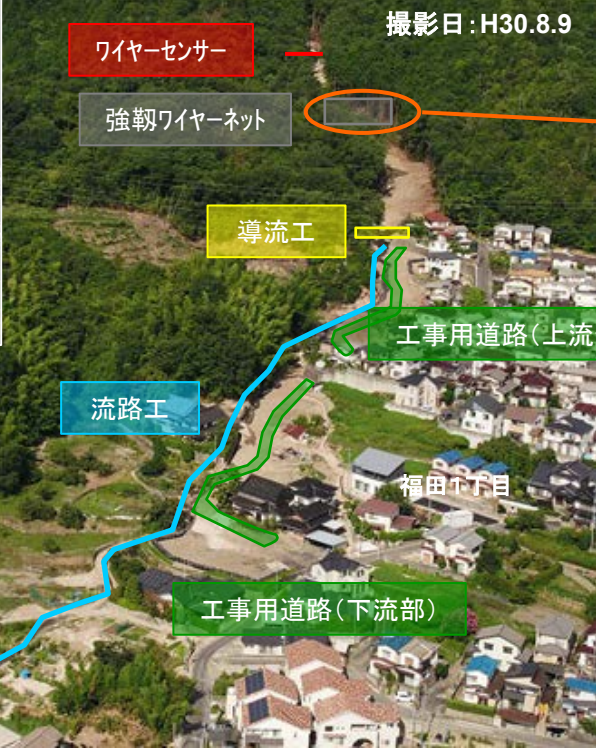 撮影日：H30.8.9
ワイヤーセンサー
強靱ワイヤーネット
導流工
工事用道路（上流
流路工
福田1丁目
工事用道路（下流部）